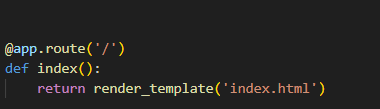 @app.route('/')
def index():
    return render_template('index.html')